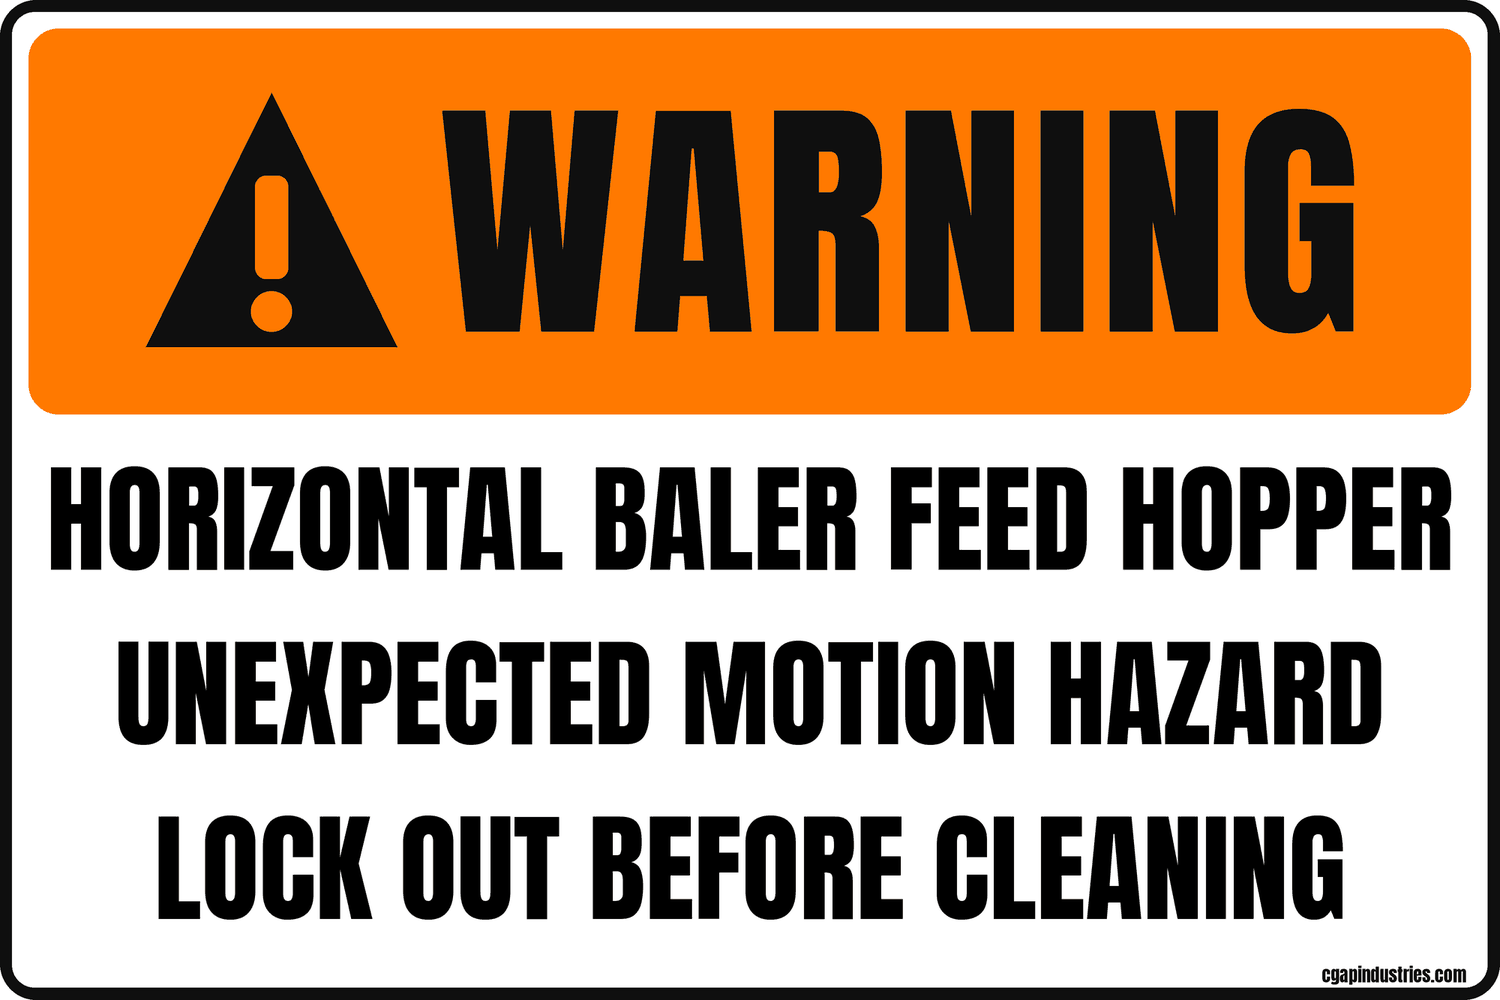 WARNING
HORIZONTAL BALER FEED HOPPER
UNEXPECTED MOTION HAZARD
LOCK OUT BEFORE CLEANING
cgapindustries.com